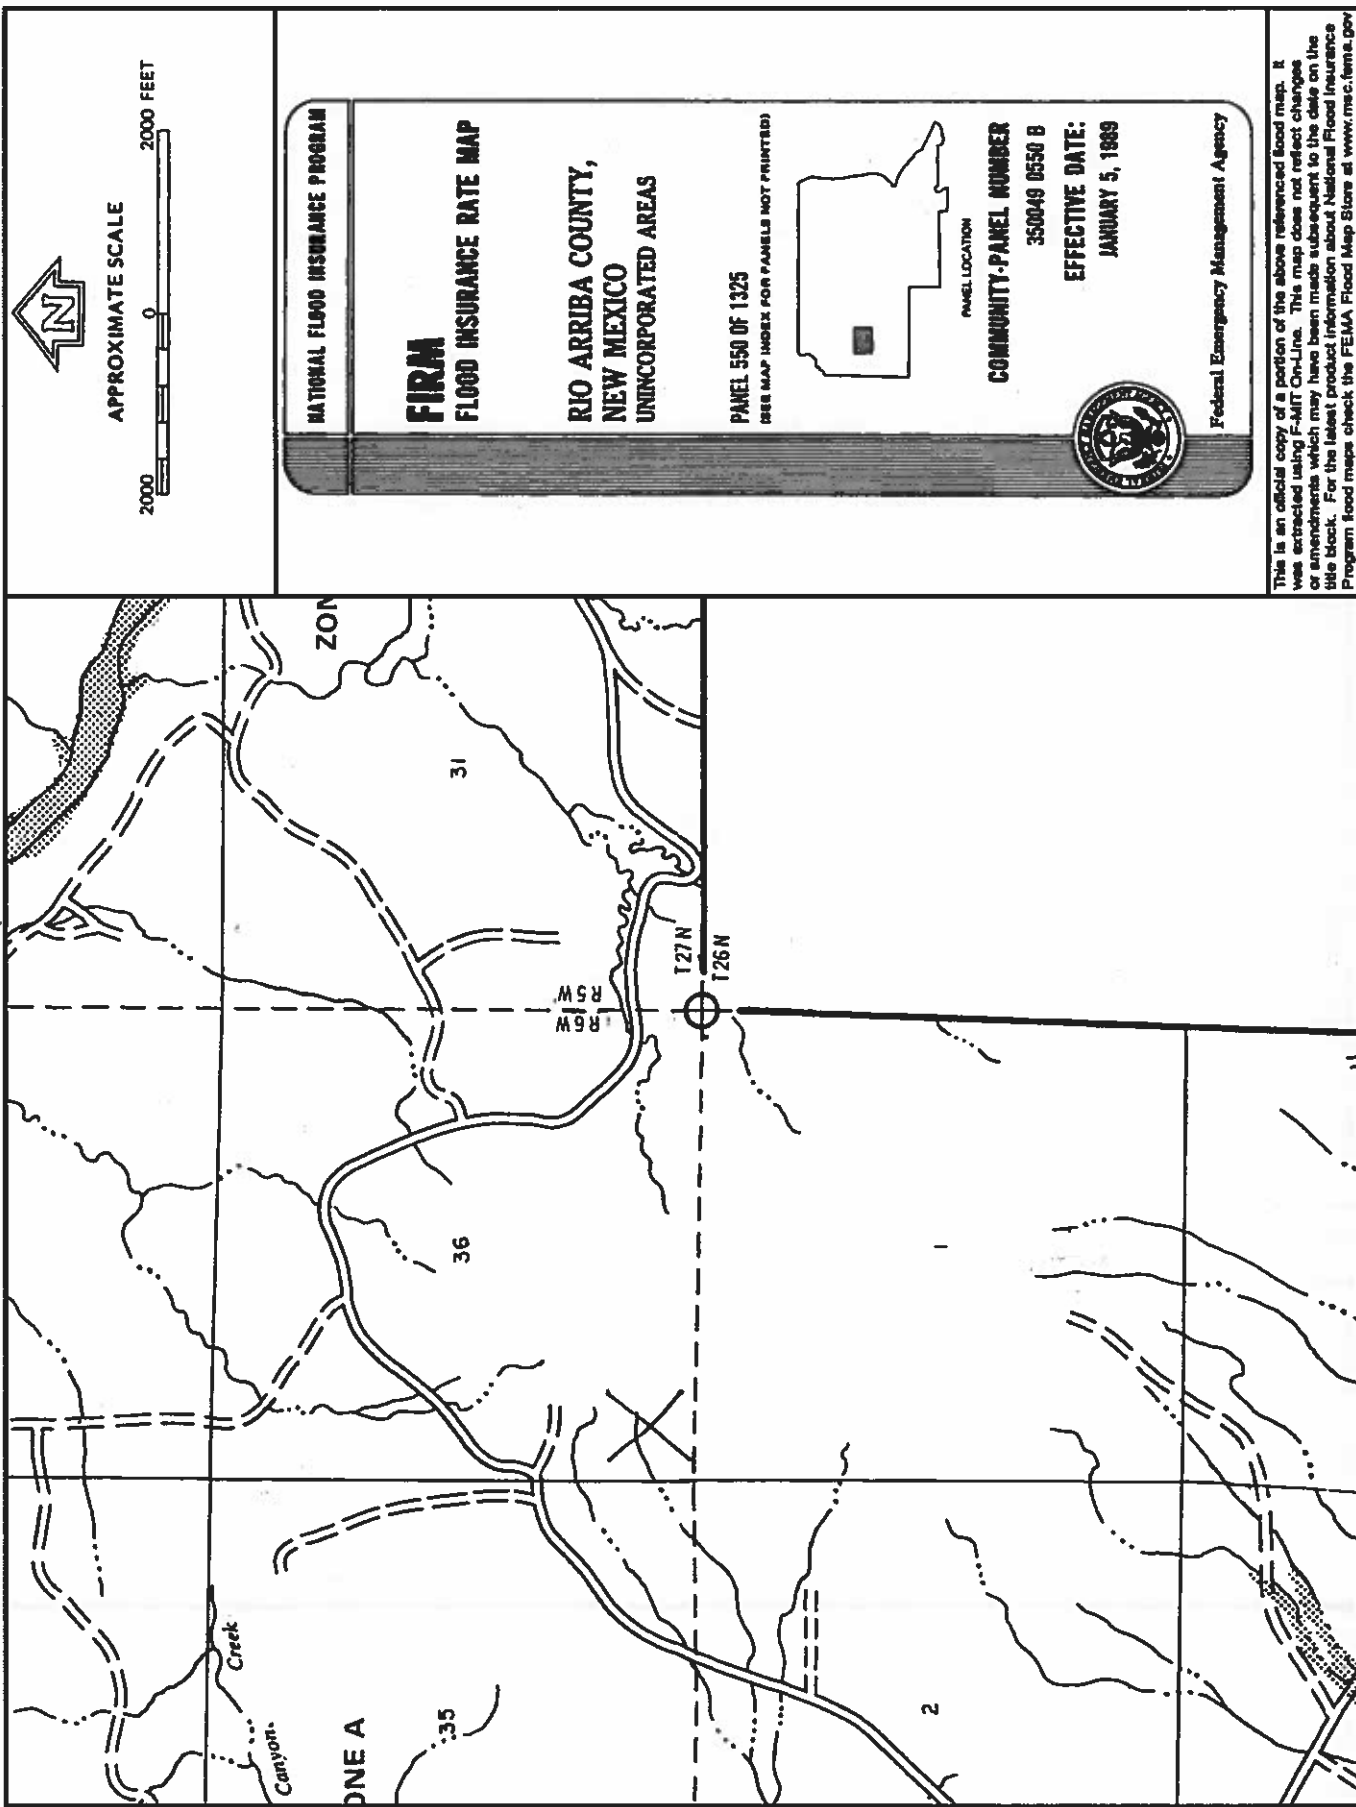 APPROXIMATE SCALE
2000 0 2000 FEET
N
NATIONAL FLOOD INSURANCE PROGRAM
FIRM
FLOOD INSURANCE RATE MAP
RIO ARRIBA COUNTY,
NEW MEXICO
UNINCORPORATED AREAS
PANEL 550 OF 1325
(SEE MAP INDEX FOR PANELS NOT PRINTED)
PANEL LOCATION
COMMUNITY-PANEL NUMBER
350049 0550 B
EFFECTIVE DATE:
JANUARY 5, 1989
Federal Emergency Management Agency
This is an official copy of a portion of the above referenced flood map. It
was extracted using F-MIT On-Line. This map does not reflect changes
or amendments which may have been made subsequent to the date on the
title block. For the latest product information about National Flood Insurance
Program flood maps check the FEMA Flood Map Store at www.msc.fema.gov
ZON
31
T27N
T26N
R5W
R6W
36
1
Creek
Canyon
ONE A
35
2